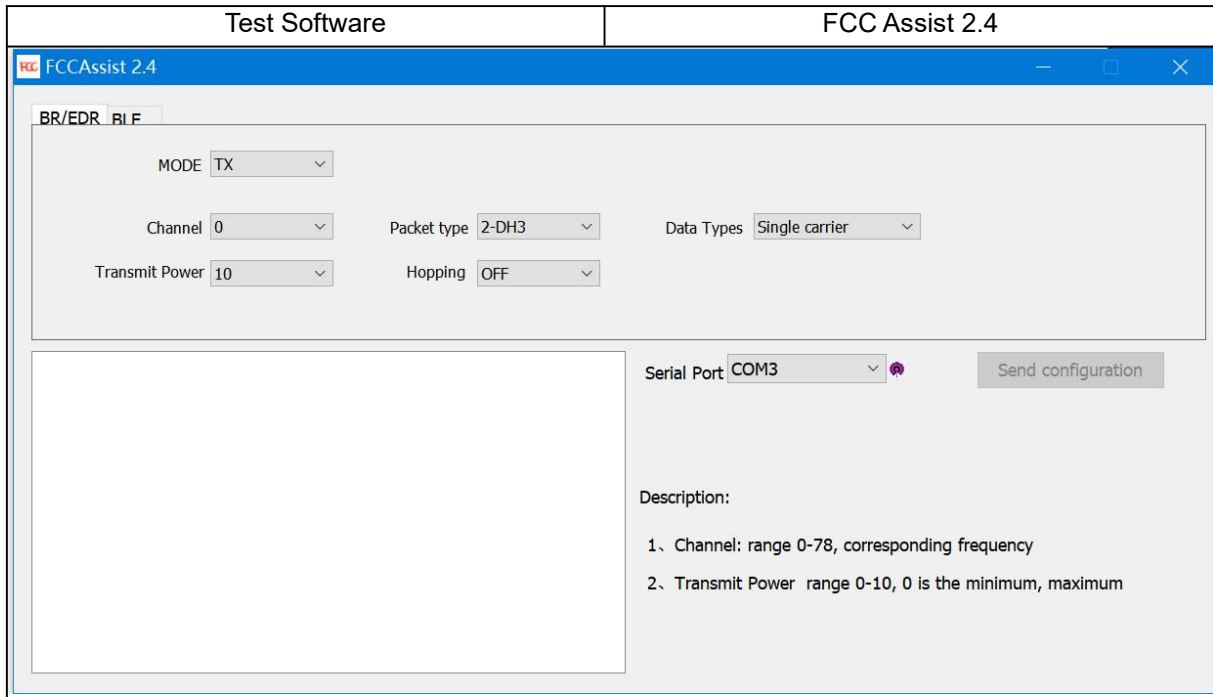 Test Software FCC Assist 2.4
FCC FCCAssist 2.4
BR/EDR BLE
MODE TX
Channel 0 Packet type 2-DH3 Data Types Single carrier
Transmit Power 10 Hopping OFF
Serial Port COM3 Send configuration
Description:
1、Channel: range 0-78, corresponding frequency
2、Transmit Power range 0-10, 0 is the minimum, maximum